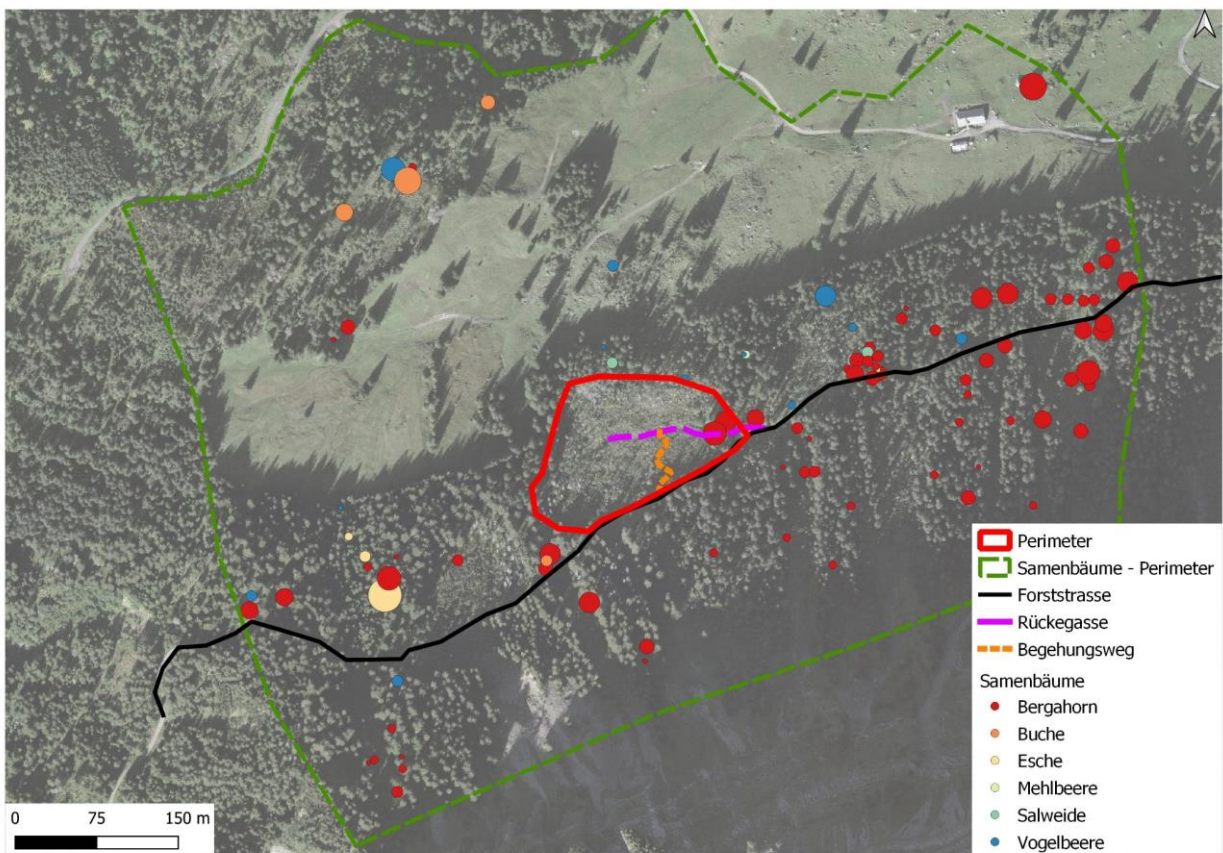 Perimeter
Samenbäume - Perimeter
Forststrasse
Rückegasse
Begehungsweg
Samenbäume
Bergahorn
Buche
Esche
Mehlbeere
Salweide
Vogelbeere
0 75 150 m